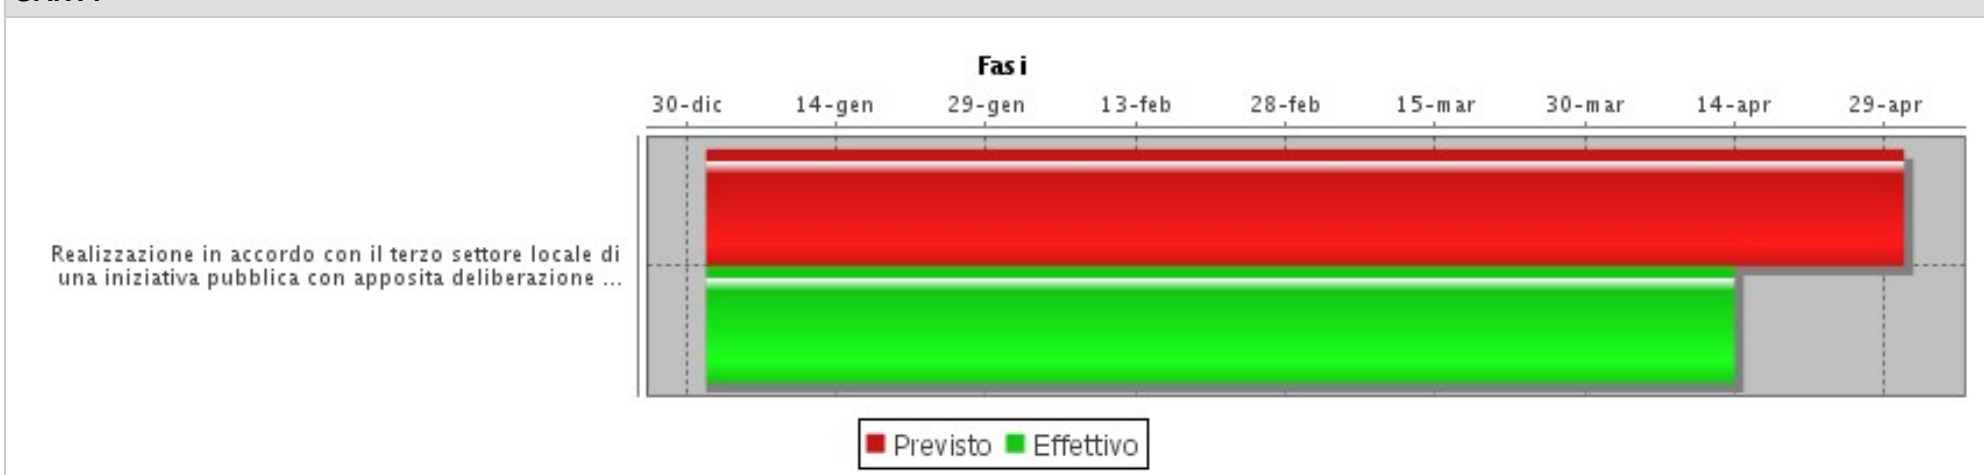 Fasi
30-dic 14-gen 29-gen 13-feb 28-feb 15-mar 30-mar 14-apr 29-apr
Realizzazione in accordo con il terzo settore locale di
una iniziativa pubblica con apposita deliberazione ...
Previsto Effettivo